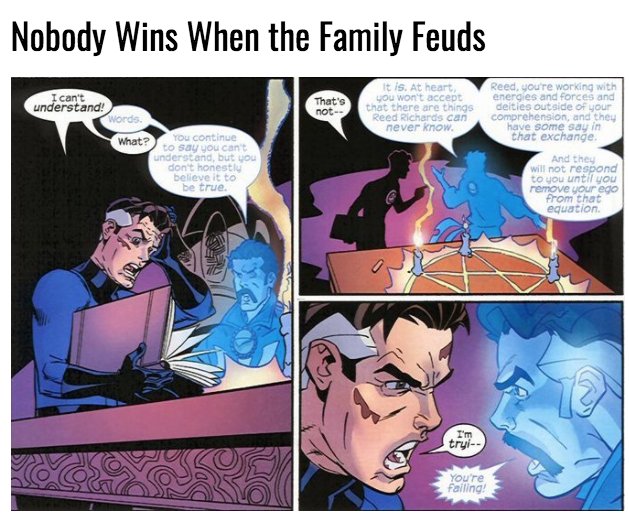 Nobody Wins When the Family Feuds
I can't
understand!
Words.
What?
You continue
to say you can't
understand, but you
don't honestly
believe it to
be true.
That's
not--
It is. At heart,
you won't accept
that there are things
Reed Richards can
never know.
Reed, you're working with
energies and forces and
deities outside of your
comprehension, and they
have some say in
that exchange.
And they
will not respond
to you until you
remove your ego
from that
equation.
I'm
tryi--
You're
failing!